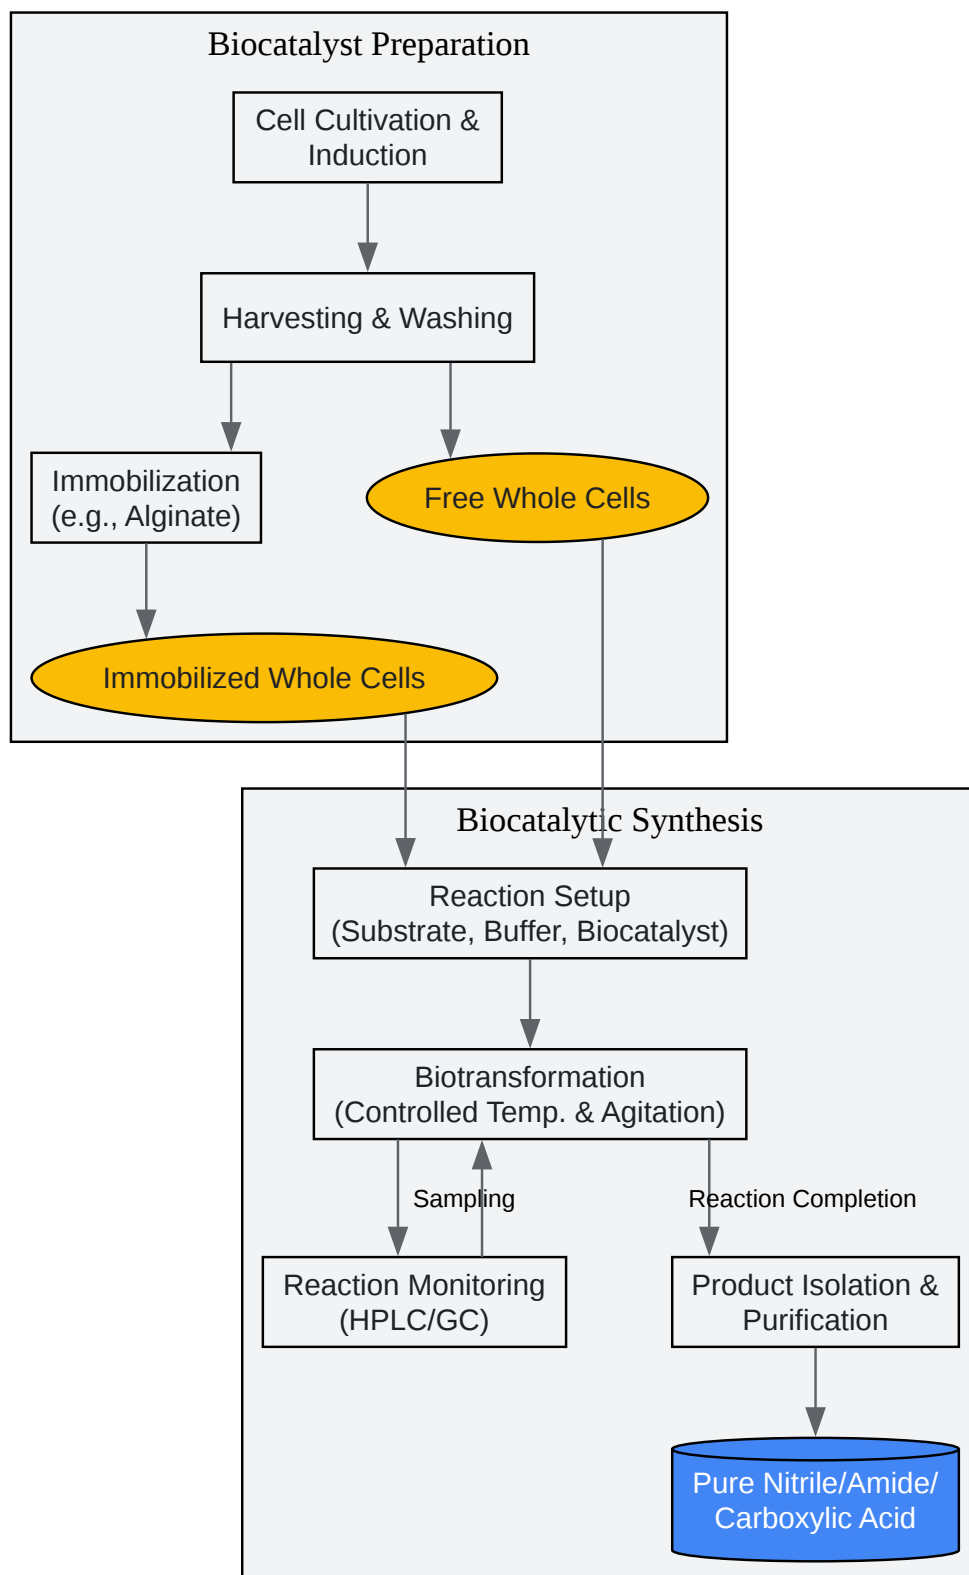 Biocatalyst Preparation
Cell Cultivation &
Induction
Harvesting & Washing
Immobilization
(e.g., Alginate)
Free Whole Cells
Immobilized Whole Cells
Biocatalytic Synthesis
Reaction Setup
(Substrate, Buffer, Biocatalyst)
Biotransformation
(Controlled Temp. & Agitation)
Sampling
Reaction Completion
Reaction Monitoring
(HPLC/GC)
Product Isolation &
Purification
Pure Nitrile/Amide/
Carboxylic Acid